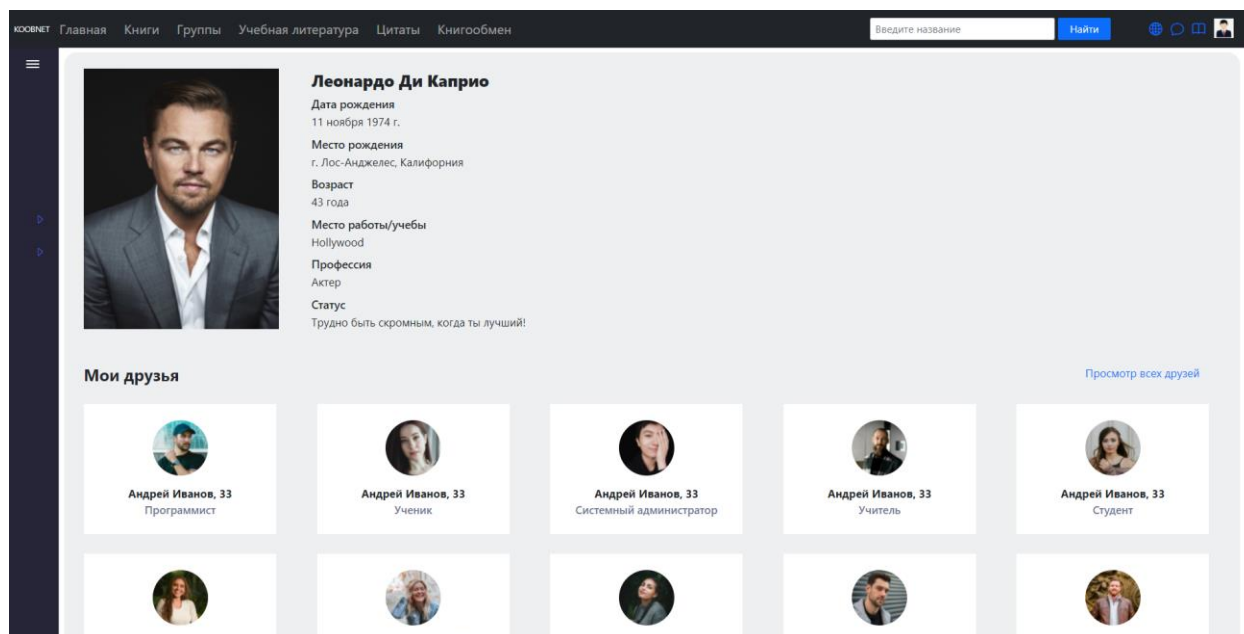 KOOBNET Главная Книги Группы Учебная литература Цитаты Книгообмен Введите название Найти
Леонардо Ди Каприо
Дата рождения
11 ноября 1974 г.
Место рождения
г. Лос-Анджелес, Калифорния
Возраст
43 года
Место работы/учебы
Hollywood
Профессия
Актер
Статус
Трудно быть скромным, когда ты лучший!
Мои друзья Просмотр всех друзей
Андрей Иванов, 33 Андрей Иванов, 33 Андрей Иванов, 33 Андрей Иванов, 33 Андрей Иванов, 33
Программист Ученик Системный администратор Учитель Студент